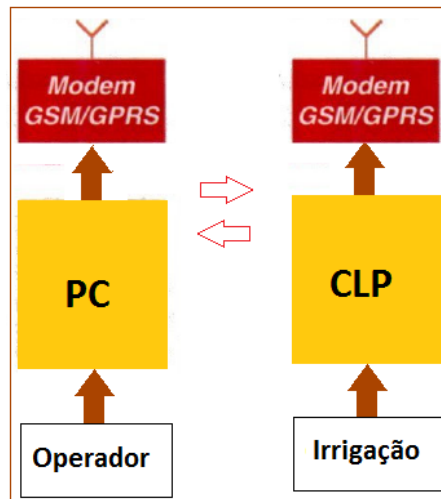 Modem
GSM/GPRS
Modem
GSM/GPRS
PC
CLP
Operador
Irrigação